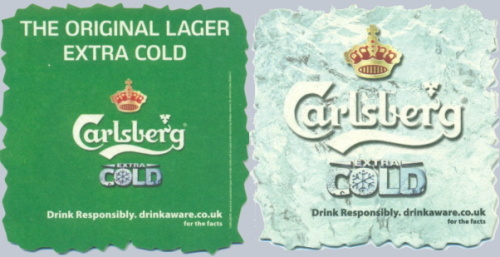 THE ORIGINAL LAGER
EXTRA COLD
Carlsberg
EXTRA
COLD
Drink Responsibly. drinkaware.co.uk
for the facts
Carlsberg
EXTRA
COLD
Drink Responsibly. drinkaware.co.uk
for the facts